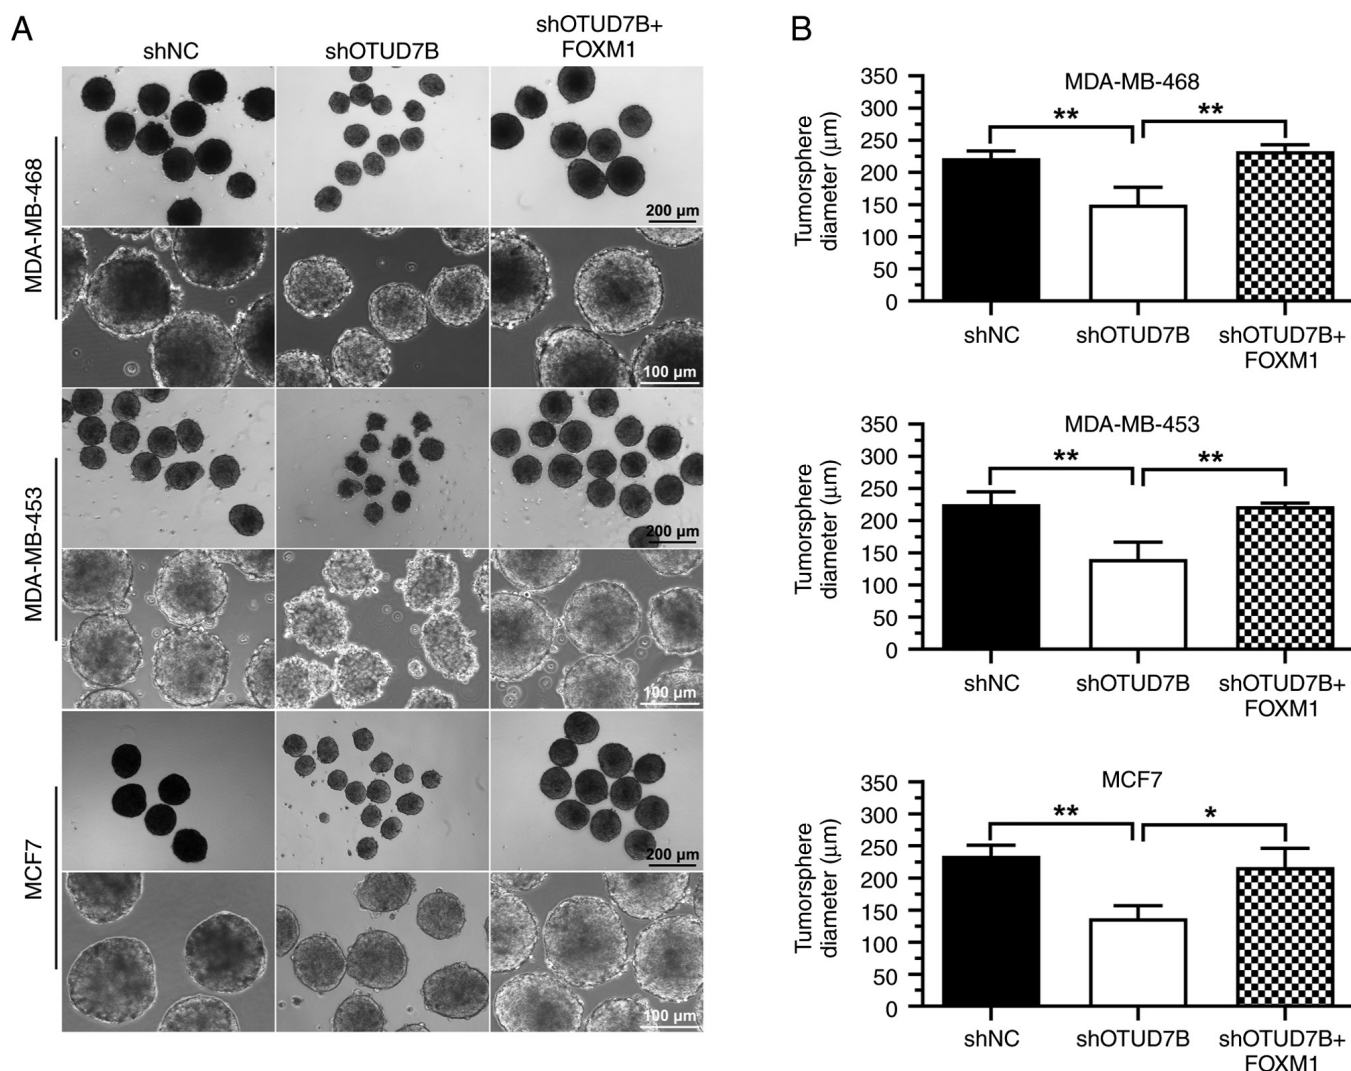 A
shNC
shOTUD7B
shOTUD7B+
FOXM1
MDA-MB-468
200 μm
100 μm
MDA-MB-453
200 μm
100 μm
MCF7
200 μm
100 μm
B
MDA-MB-468
Tumorsphere
diameter (μm)
350
300
250
200
150
100
50
0
**
**
shNC
shOTUD7B
shOTUD7B+
FOXM1
MDA-MB-453
Tumorsphere
diameter (μm)
350
300
250
200
150
100
50
0
**
**
shNC
shOTUD7B
shOTUD7B+
FOXM1
MCF7
Tumorsphere
diameter (μm)
350
300
250
200
150
100
50
0
**
*
shNC
shOTUD7B
shOTUD7B+
FOXM1